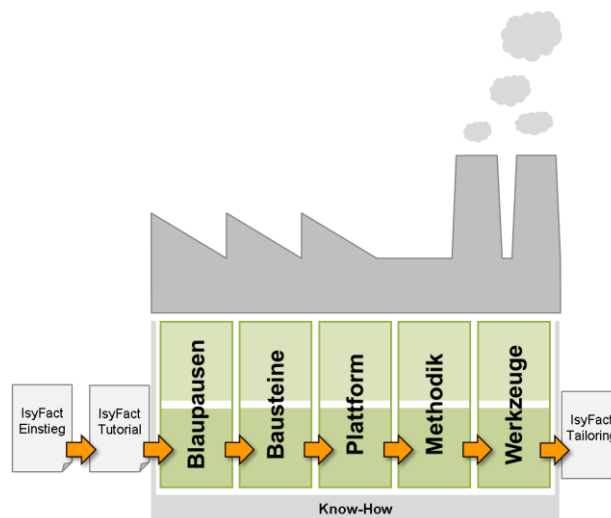 IsyFact
Einstieg
IsyFact
Tutorial
Blaupausen
Bausteine
Plattform
Methodik
Werkzeuge
IsyFact
Tailoring
Know-How